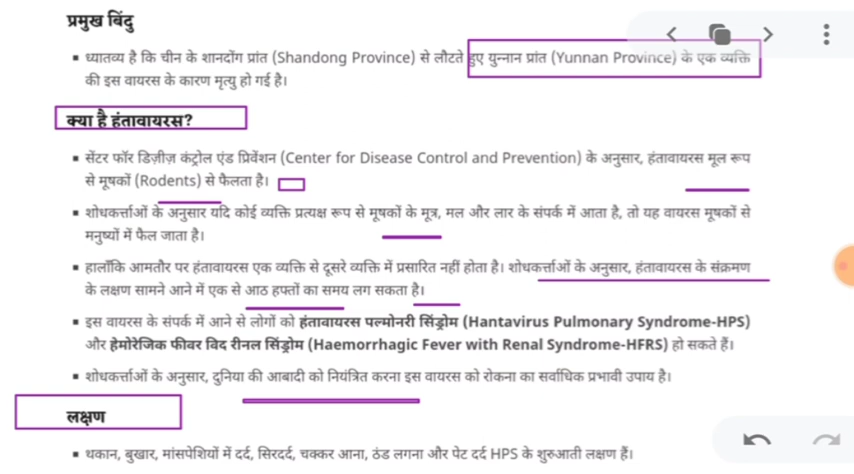 प्रमुख बिंदु
▪ ध्यातव्य है कि चीन के शानदोंग प्रांत (Shandong Province) से लौटते हुए युन्नान प्रांत (Yunnan Province) के एक व्यक्ति
की इस वायरस के कारण मृत्यु हो गई है।
क्या है हंतावायरस?
▪ सेंटर फॉर डिज़ीज़ कंट्रोल एंड प्रिवेंशन (Center for Disease Control and Prevention) के अनुसार, हंतावायरस मूल रूप
से मूषकों (Rodents) से फैलता है।
▪ शोधकर्त्ताओं के अनुसार यदि कोई व्यक्ति प्रत्यक्ष रूप से मूषकों के मूत्र, मल और लार के संपर्क में आता है, तो यह वायरस मूषकों से
मनुष्यों में फैल जाता है।
▪ हालाँकि आमतौर पर हंतावायरस एक व्यक्ति से दूसरे व्यक्ति में प्रसारित नहीं होता है। शोधकर्त्ताओं के अनुसार, हंतावायरस के संक्रमण
के लक्षण सामने आने में एक से आठ हफ्तों का समय लग सकता है।
▪ इस वायरस के संपर्क में आने से लोगों को हंतावायरस पल्मोनरी सिंड्रोम (Hantavirus Pulmonary Syndrome-HPS)
और हेमोरेजिक फीवर विद रीनल सिंड्रोम (Haemorrhagic Fever with Renal Syndrome-HFRS) हो सकते हैं।
▪ शोधकर्त्ताओं के अनुसार, दुनिया की आबादी को नियंत्रित करना इस वायरस को रोकना का सर्वाधिक प्रभावी उपाय है।
लक्षण
▪ थकान, बुखार, मांसपेशियों में दर्द, सिरदर्द, चक्कर आना, ठंड लगना और पेट दर्द HPS के शुरुआती लक्षण हैं।